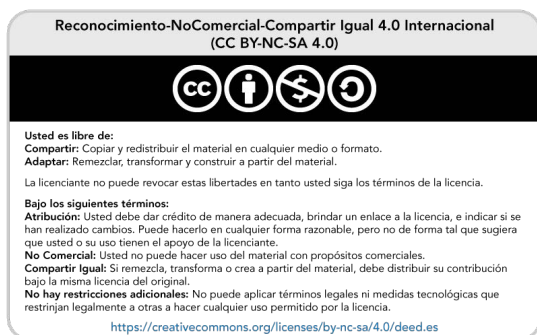 Reconocimiento-NoComercial-Compartir Igual 4.0 Internacional
(CC BY-NC-SA 4.0)
cc
Usted es libre de:
Compartir: Copiar y redistribuir el material en cualquier medio o formato.
Adaptar: Remezclar, transformar y construir a partir del material.
La licenciante no puede revocar estas libertades en tanto usted siga los términos de la licencia.
Bajo los siguientes términos:
Atribución: Usted debe dar crédito de manera adecuada, brindar un enlace a la licencia, e indicar si se
han realizado cambios. Puede hacerlo en cualquier forma razonable, pero no de forma tal que sugiera
que usted o su uso tienen el apoyo de la licenciante.
No Comercial: Usted no puede hacer uso del material con propósitos comerciales.
Compartir Igual: Si remezcla, transforma o crea a partir del material, debe distribuir su contribución
bajo la misma licencia del original.
No hay restricciones adicionales: No puede aplicar términos legales ni medidas tecnológicas que
restrinjan legalmente a otras a hacer cualquier uso permitido por la licencia.
https://creativecommons.org/licenses/by-nc-sa/4.0/deed.es